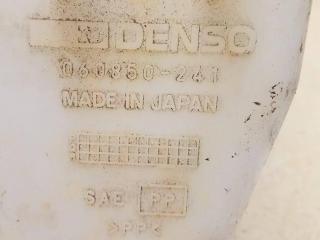 DENSO
060850-241
MADE IN JAPAN
SAE PP
>PP<